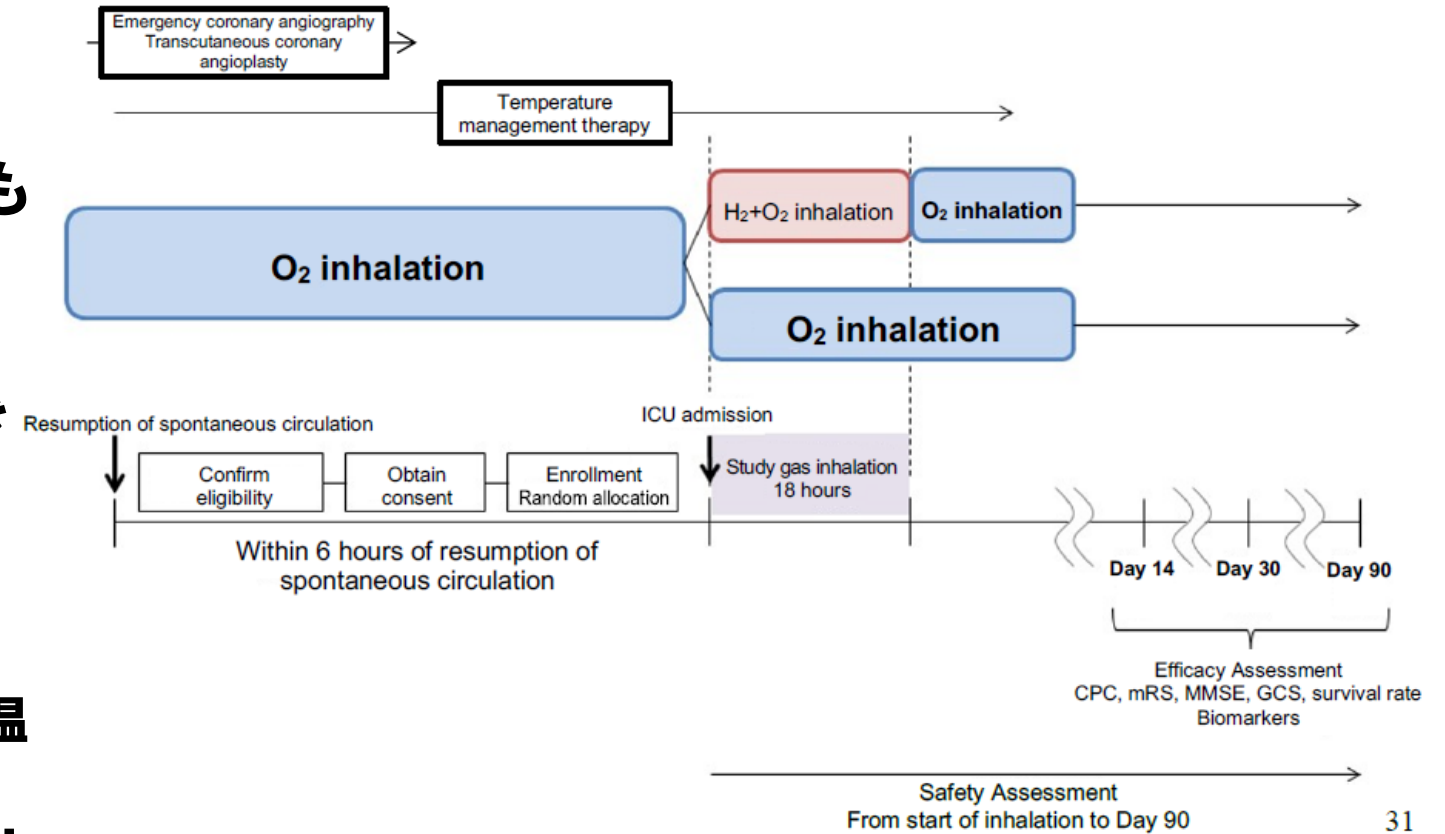 Emergency coronary angiography
Transcutaneous coronary
angioplasty
Temperature
management therapy
も
H₂+O₂ inhalation
O₂ inhalation
O₂ inhalation
O₂ inhalation
Resumption of spontaneous circulation
ICU admission
Confirm
eligibility
Obtain
consent
Enrollment
Random allocation
Study gas inhalation
18 hours
Within 6 hours of resumption of
spontaneous circulation
Day 14
Day 30
Day 90
Efficacy Assessment
CPC, mRS, MMSE, GCS, survival rate
Biomarkers
温
Safety Assessment
From start of inhalation to Day 90
31